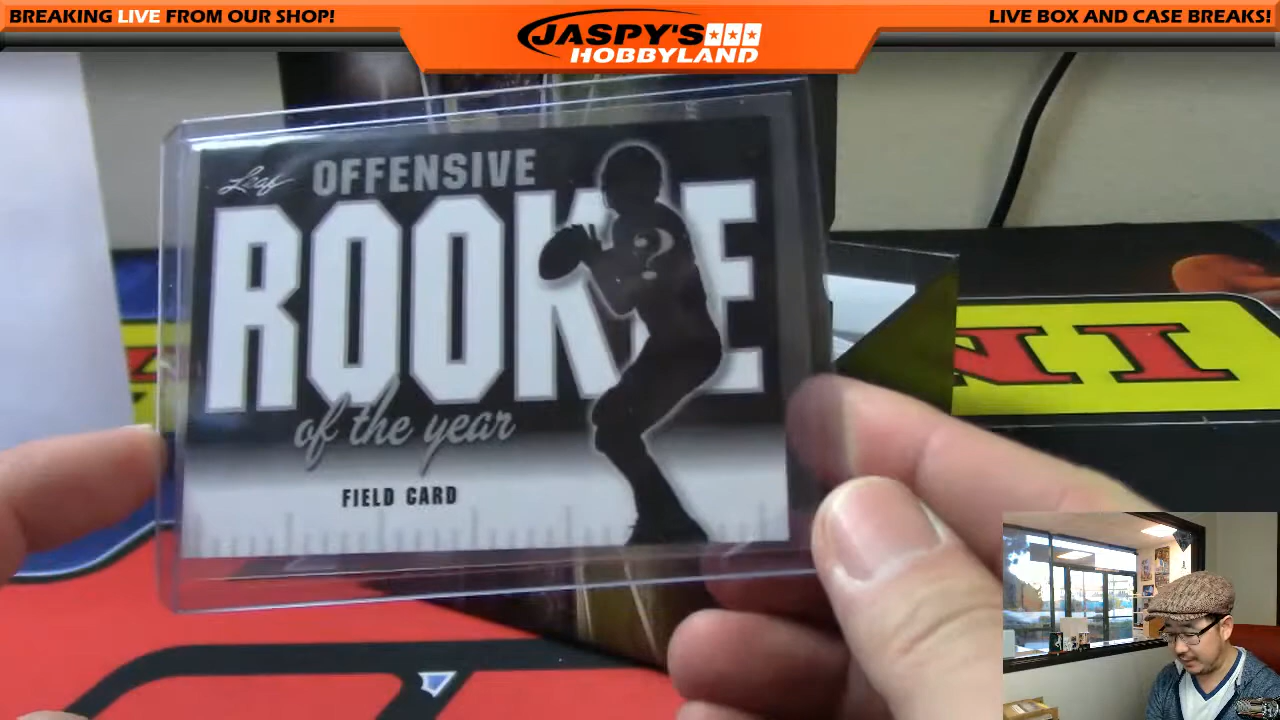 BREAKING LIVE FROM OUR SHOP!
JASPY'S
HOBBYLAND
LIVE BOX AND CASE BREAKS!
Leaf
OFFENSIVE
ROOKIE
?
of the year
FIELD CARD
NI